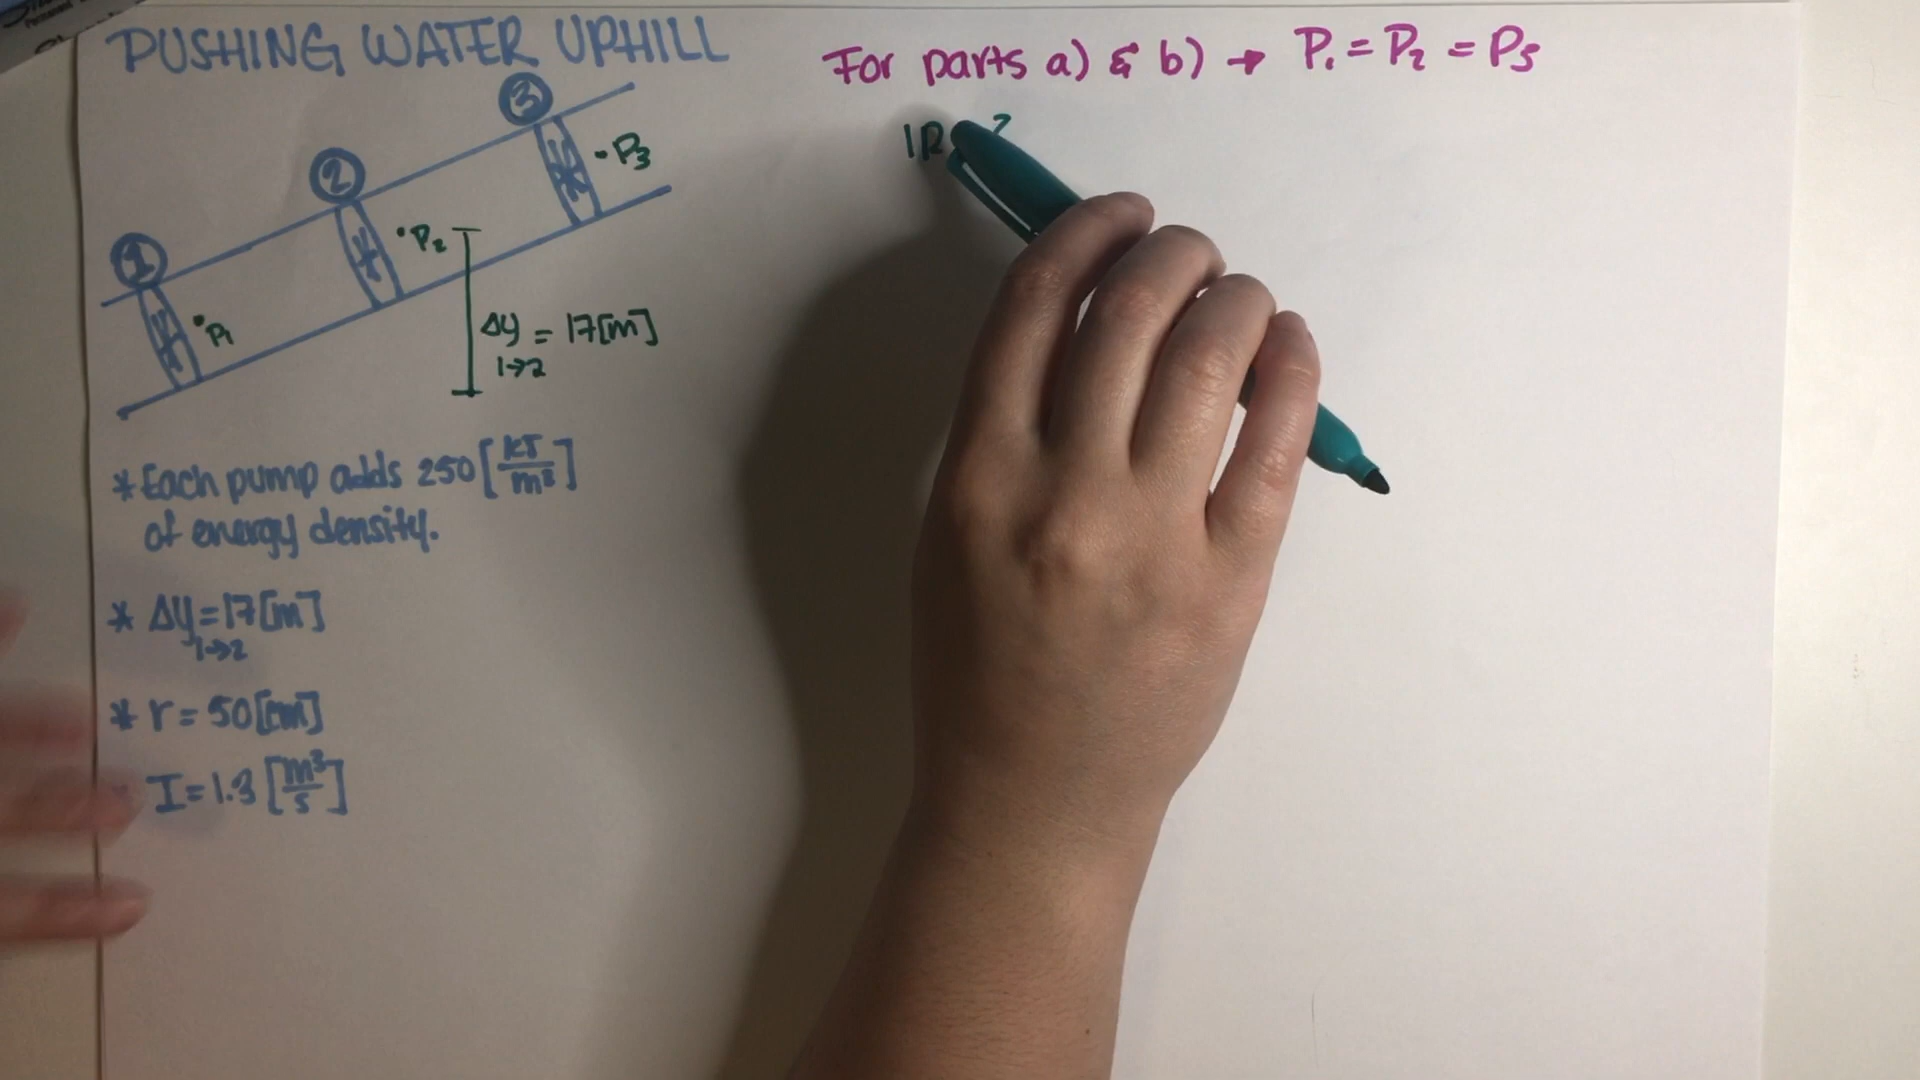 PUSHING WATER UPHILL
For parts a) & b) → P₁ = P₂ = P₃
3
• P₃
2
• P₂
1
• P₁
Δy = 17[m]
1→2
* Each pump adds 250 [kJ/m³]
of energy density.
* Δy = 17[m]
1→2
* r = 50[cm]
I = 1.3 [m³/s]